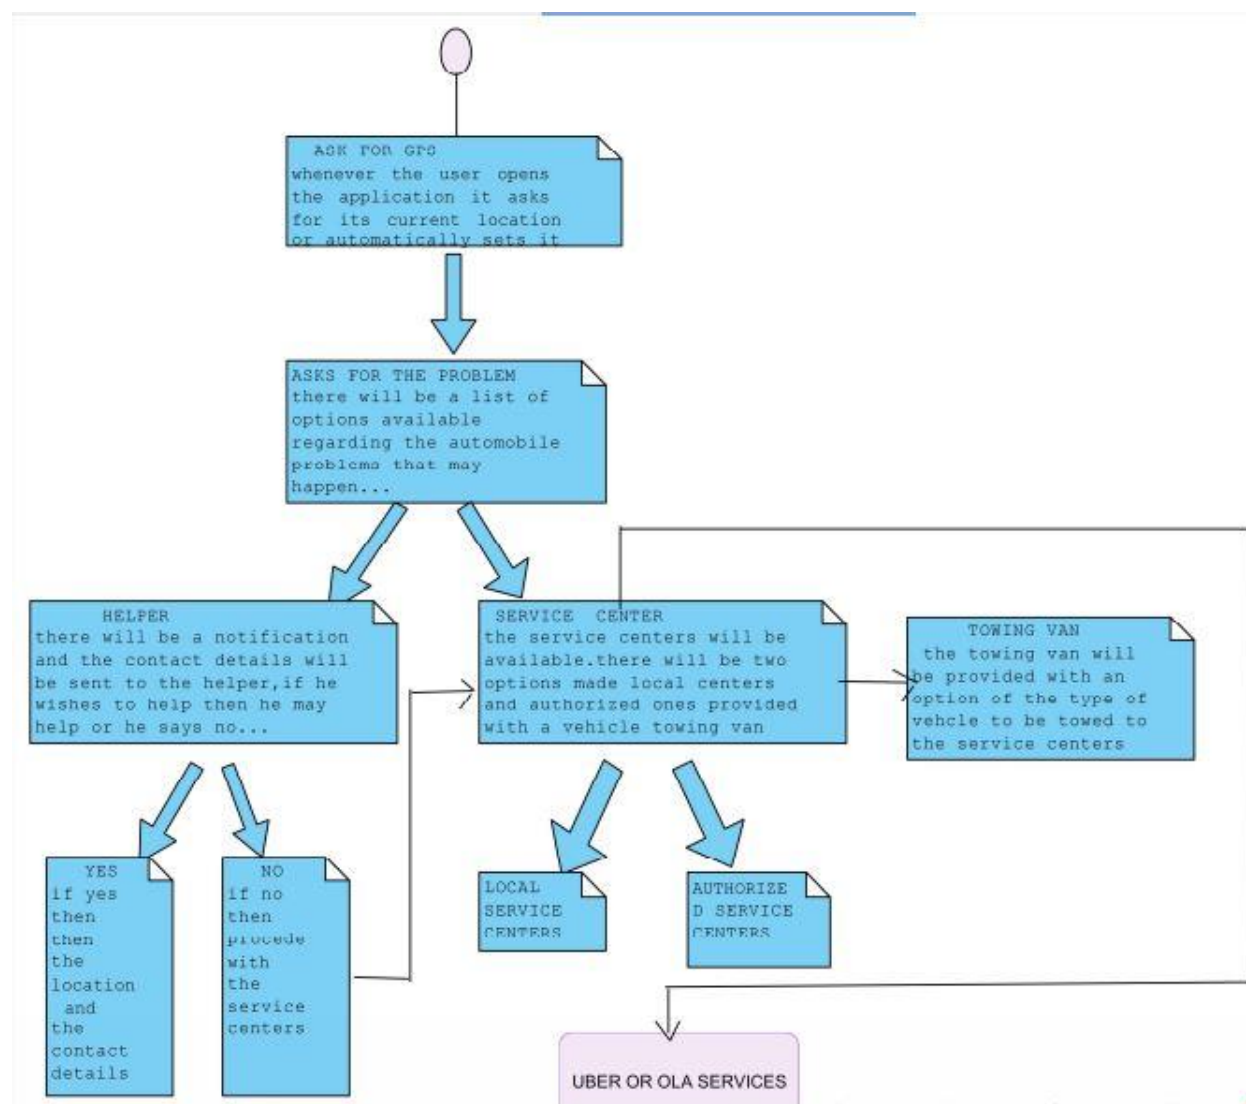 ASK FOR GPS
whenever the user opens
the application it asks
for its current location
or automatically sets it
ASKS FOR THE PROBLEM
there will be a list of
options available
regarding the automobile
problems that may
happen...
HELPER
there will be a notification
and the contact details will
be sent to the helper,if he
wishes to help then he may
help or he says no...
SERVICE CENTER
the service centers will be
available.there will be two
options made local centers
and authorized ones provided
with a vehicle towing van
TOWING VAN
the towing van will
be provided with an
option of the type of
vehcle to be towed to
the service centers
YES
if yes
then
then
the
location
and
the
contact
details
NO
if no
then
procede
with
the
service
centers
LOCAL
SERVICE
CENTERS
AUTHORIZE
D SERVICE
CENTERS
UBER OR OLA SERVICES